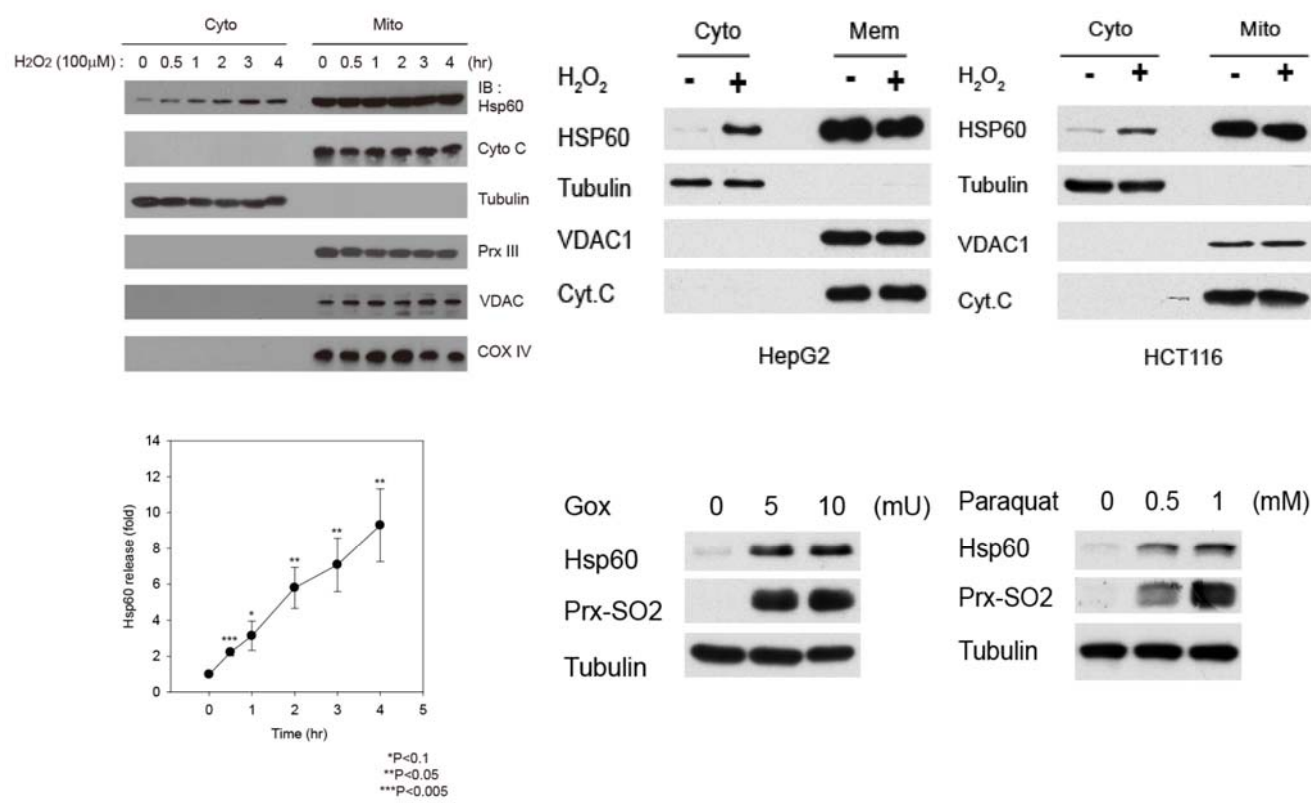 Cyto Mito
H2O2 (100μM) : 0 0.5 1 2 3 4 0 0.5 1 2 3 4 (hr)
IB :
Hsp60
Cyto C
Tubulin
Prx III
VDAC
COX IV
Cyto Mem
H2O2 - + - +
HSP60
Tubulin
VDAC1
Cyt.C
HepG2
Cyto Mito
H2O2 - + - +
HSP60
Tubulin
VDAC1
Cyt.C
HCT116
Hsp60 release (fold)
14
12
10
8
6
4
2
0
***
*
**
**
**
0 1 2 3 4 5
Time (hr)
*P<0.1
**P<0.05
***P<0.005
Gox 0 5 10 (mU)
Hsp60
Prx-SO2
Tubulin
Paraquat 0 0.5 1 (mM)
Hsp60
Prx-SO2
Tubulin